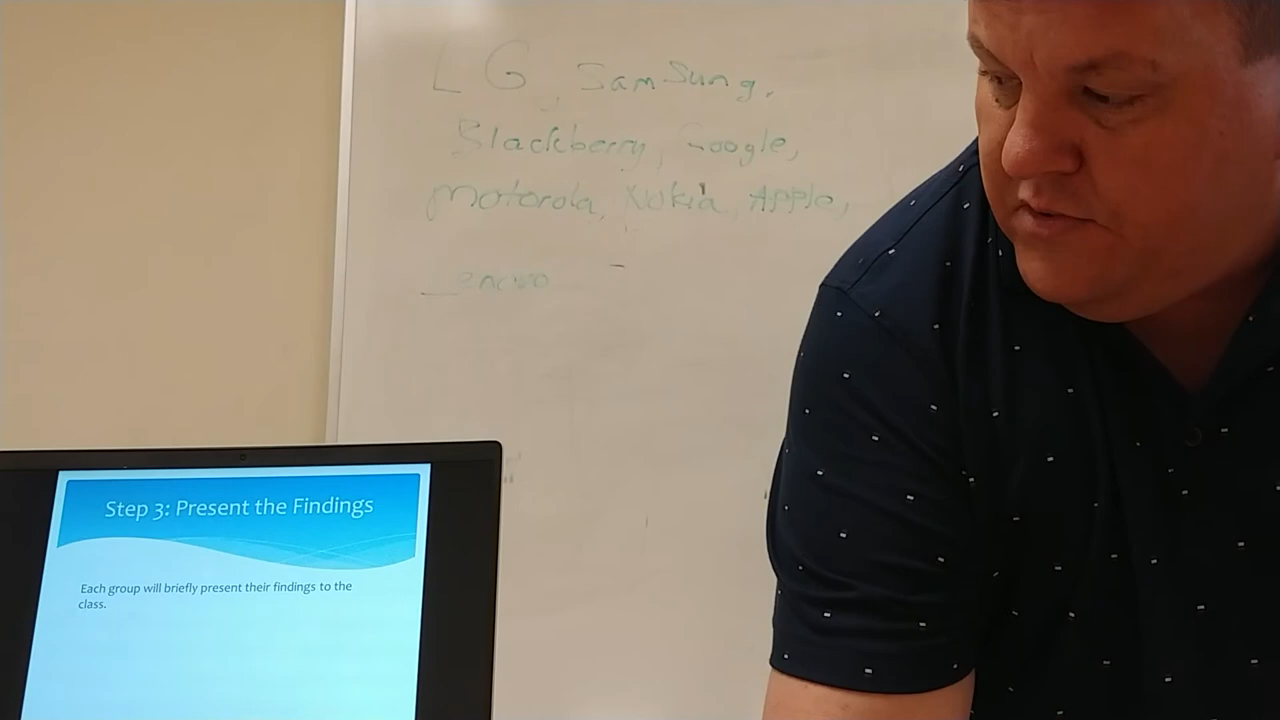 LG, Samsung,
Blackberry, Google,
Motorola, Nokia, Apple,
Lenovo
Step 3: Present the Findings
Each group will briefly present their findings to the
class.